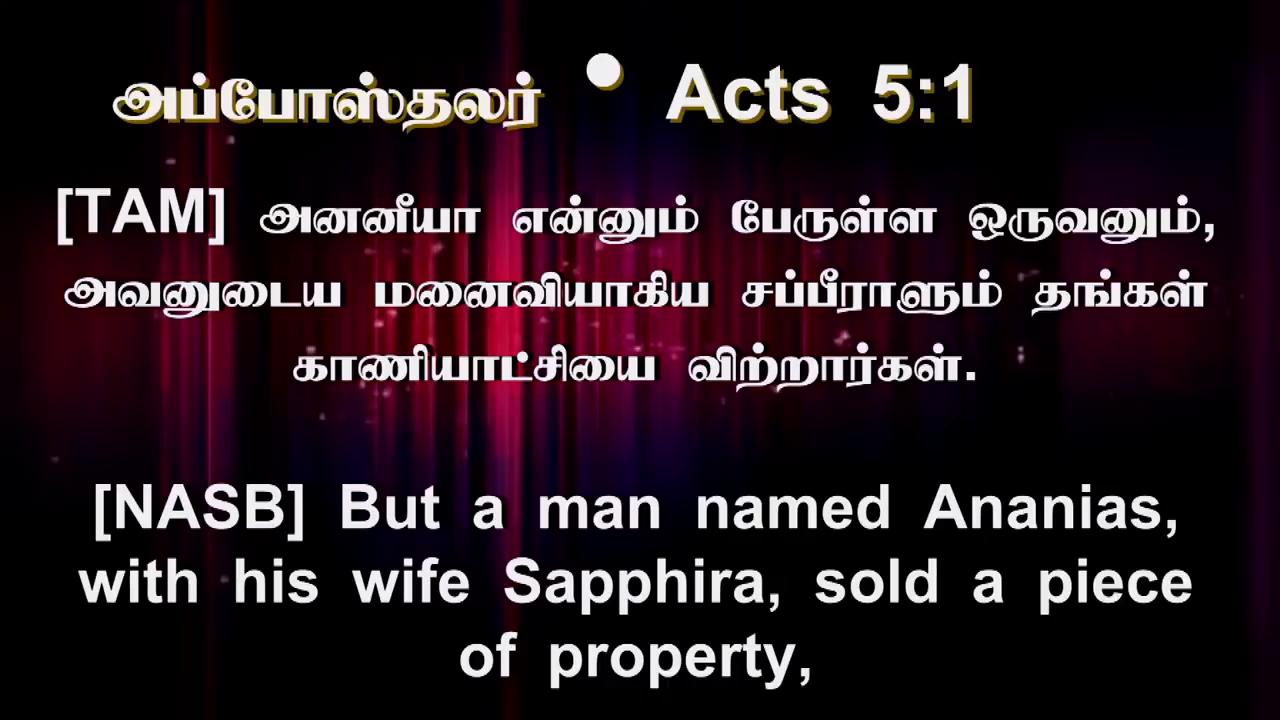 அப்போஸ்தலர் • Acts 5:1
[TAM] அனனீயா என்னும் பேருள்ள ஒருவனும்,
அவனுடைய மனைவியாகிய சப்பீராளும் தங்கள்
காணியாட்சியை விற்றார்கள்.
[NASB] But a man named Ananias,
with his wife Sapphira, sold a piece
of property,